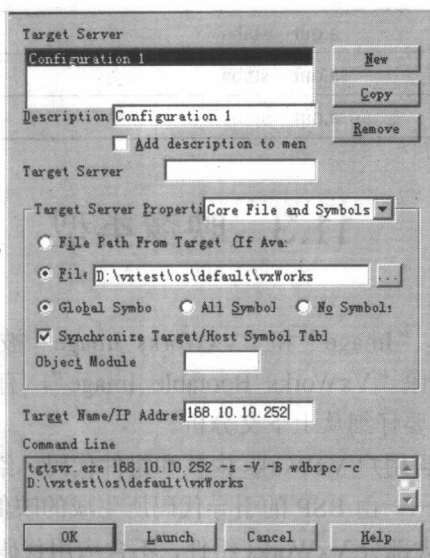 Target Server
Configuration 1
New
Copy
Remove
Description Configuration 1
Add description to men
Target Server
Target Server Properti Core File and Symbols
File Path From Target (If Ava:
File D:\vxtest\os\default\vxWorks ...
Global Symbo All Symbol No Symbol:
Synchronize Target/Host Symbol Tabl
Object Module
Target Name/IP Addres 168.10.10.252
Command Line
tgtsvr.exe 168.10.10.252 -s -V -B wdbrpc -c
D:\vxtest\os\default\vxWorks
OK Launch Cancel Help